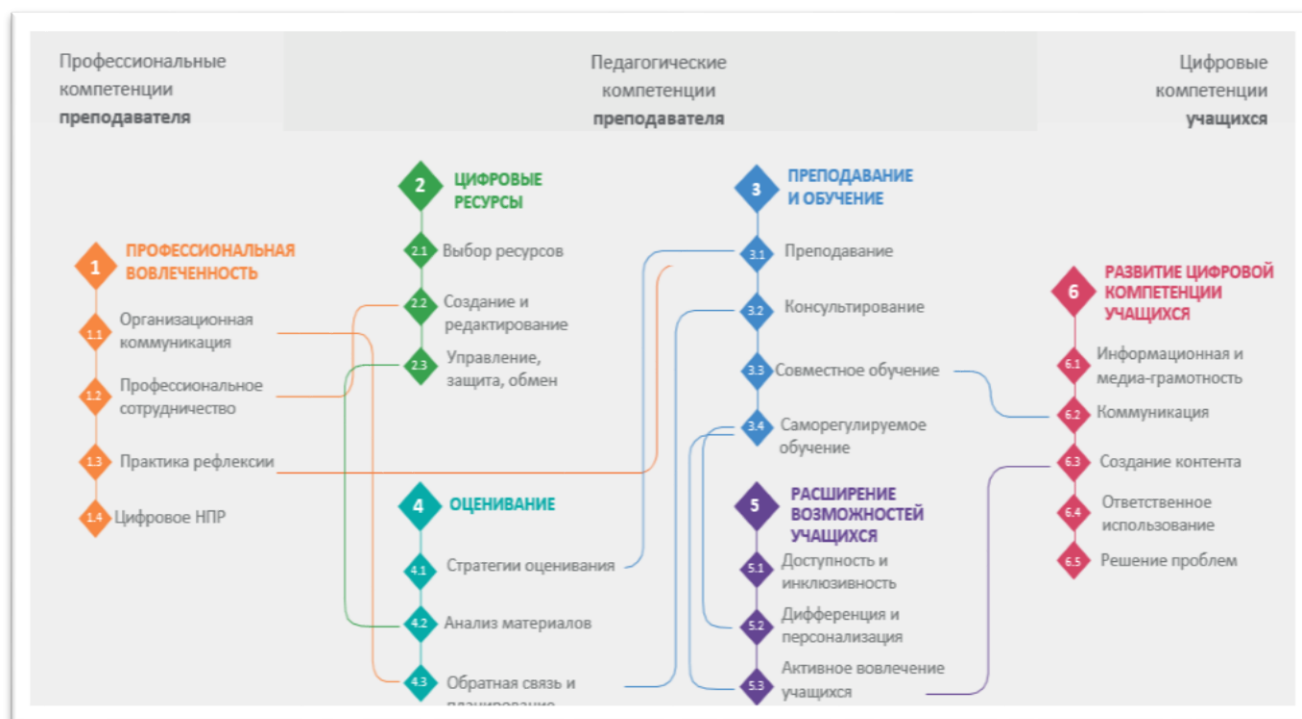 Профессиональные
компетенции
преподавателя
Педагогические
компетенции
преподавателя
Цифровые
компетенции
учащихся
1
ПРОФЕССИОНАЛЬНАЯ
ВОВЛЕЧЕННОСТЬ
1.1
Организационная
коммуникация
1.2
Профессиональное
сотрудничество
1.3
Практика рефлексии
1.4
Цифровое НПР
2
ЦИФРОВЫЕ
РЕСУРСЫ
2.1
Выбор ресурсов
2.2
Создание и
редактирование
2.3
Управление,
защита, обмен
3
ПРЕПОДАВАНИЕ
И ОБУЧЕНИЕ
3.1
Преподавание
3.2
Консультирование
3.3
Совместное обучение
3.4
Саморегулируемое
обучение
4
ОЦЕНИВАНИЕ
4.1
Стратегии оценивания
4.2
Анализ материалов
4.3
Обратная связь и
планирование
5
РАСШИРЕНИЕ
ВОЗМОЖНОСТЕЙ
УЧАЩИХСЯ
5.1
Доступность и
инклюзивность
5.2
Дифференция и
персонализация
5.3
Активное вовлечение
учащихся
6
РАЗВИТИЕ ЦИФРОВОЙ
КОМПЕТЕНЦИИ
УЧАЩИХСЯ
6.1
Информационная и
медиа-грамотность
6.2
Коммуникация
6.3
Создание контента
6.4
Ответственное
использование
6.5
Решение проблем